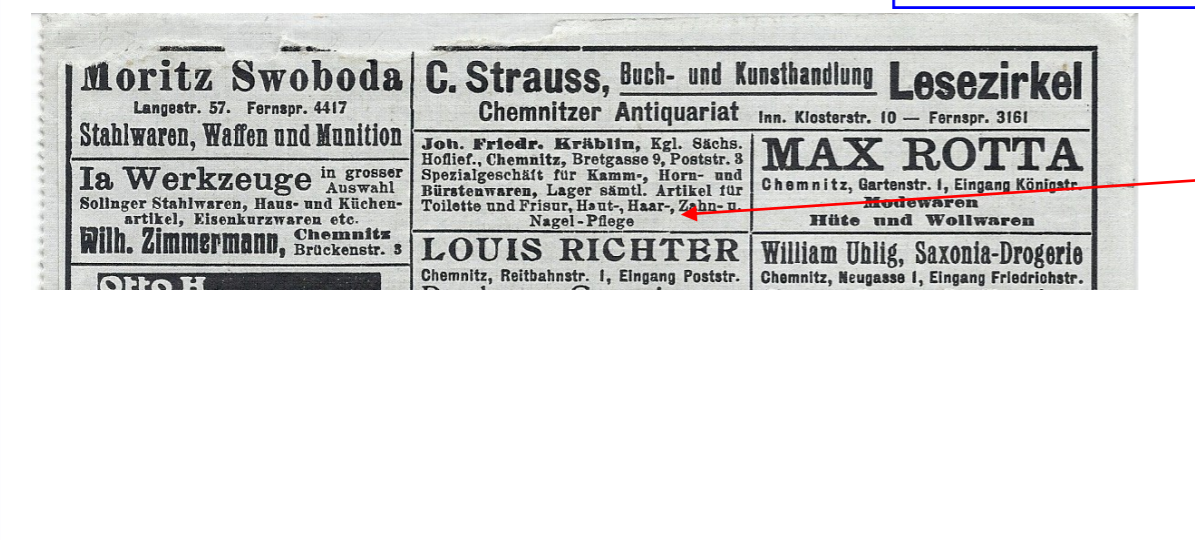 Moritz Swoboda
Langestr. 57. Fernspr. 4417
Stahlwaren, Waffen und Munition
Ia Werkzeuge in grosser Auswahl
Solinger Stahlwaren, Haus- und Küchen-
artikel, Eisenkurzwaren etc.
Wilh. Zimmermann, Chemnitz Brückenstr. 3
Otto H
C. Strauss, Buch- und Kunsthandlung Lesezirkel
Chemnitzer Antiquariat Inn. Klosterstr. 10 — Fernspr. 3161
Joh. Friedr. Kräblin, Kgl. Sächs.
Hoflief., Chemnitz, Bretgasse 9, Poststr. 3
Spezialgeschäft für Kamm-, Horn- und
Bürstenwaren, Lager sämtl. Artikel für
Toilette und Frisur, Haut-, Haar-, Zahn- u.
Nagel-Pflege
LOUIS RICHTER
Chemnitz, Reitbahnstr. 1, Eingang Poststr.
MAX ROTTA
Chemnitz, Gartenstr. 1, Eingang Königstr.
Modewaren
Hüte und Wollwaren
William Uhlig, Saxonia-Drogerie
Chemnitz, Neugasse 1, Eingang Friedrichstr.